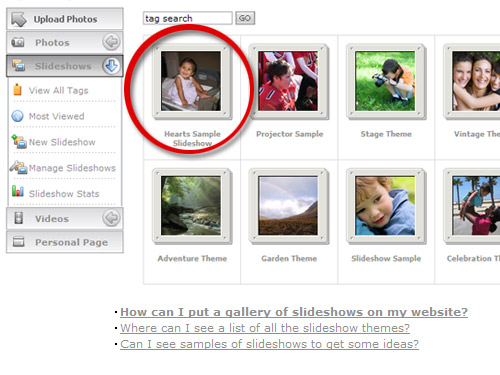 Upload Photos
Photos
Slideshows
View All Tags
Most Viewed
New Slideshow
Manage Slideshows
Slideshow Stats
Videos
Personal Page
tag search
GO
Hearts Sample
Slideshow
Projector Sample
Stage Theme
Vintage The
Adventure Theme
Garden Theme
Slideshow Sample
Celebration T
How can I put a gallery of slideshows on my website?
Where can I see a list of all the slideshow themes?
Can I see samples of slideshows to get some ideas?